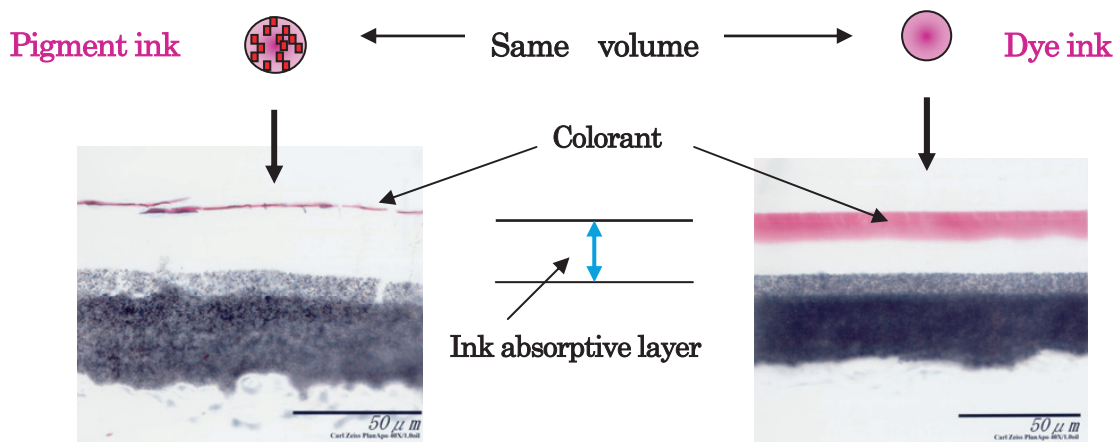 Pigment ink
Same volume
Dye ink
Colorant
Ink absorptive layer
50 μm
Carl Zeiss PlanApo 40X/1.0oil
50 μm
Carl Zeiss PlanApo 40X/1.0oil